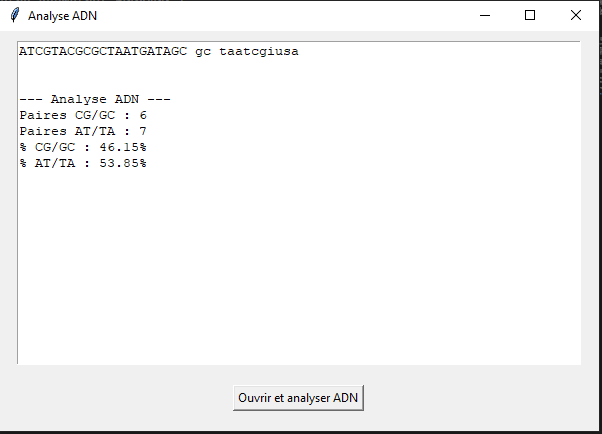 Analyse ADN
ATCGTACGCGCTAATGATAGC gc taatcgiusa
--- Analyse ADN ---
Paires CG/GC : 6
Paires AT/TA : 7
% CG/GC : 46.15%
% AT/TA : 53.85%
Ouvrir et analyser ADN